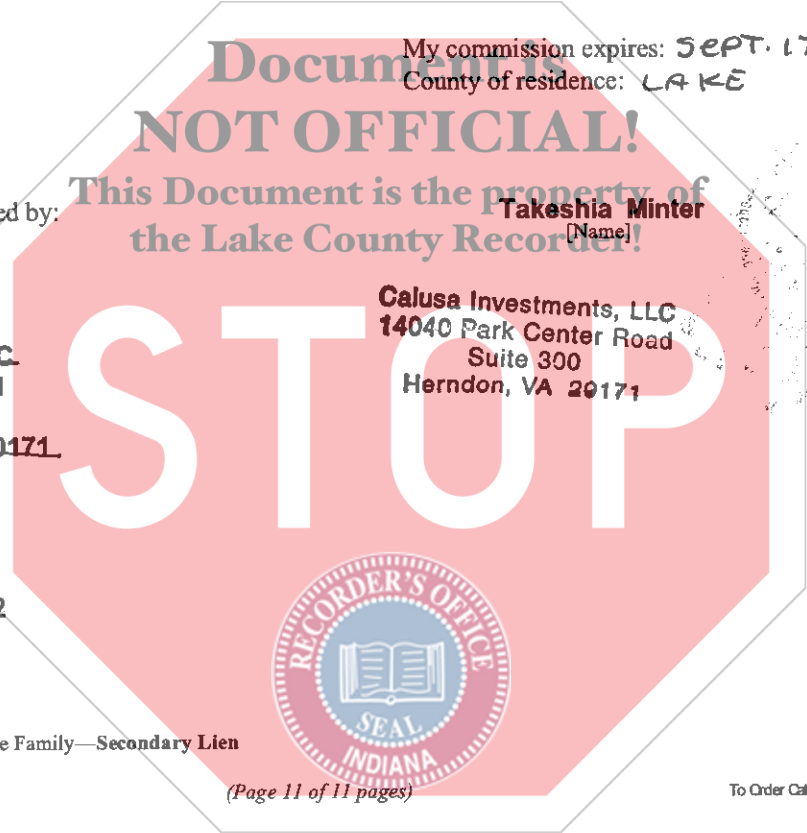 My commission expires: SEPT. 17
County of residence: LAKE
Document is
NOT OFFICIAL!
This Document is the property of
the Lake County Recorder!
ed by:
Takeshia Minter
[Name]
Calusa Investments, LLC
14040 Park Center Road
Suite 300
Herndon, VA 20171
C.
0171.
STOP
2
RECORDER'S OFFICE
SEAL
INDIANA
e Family—Secondary Lien
(Page 11 of 11 pages)
To Order Cal